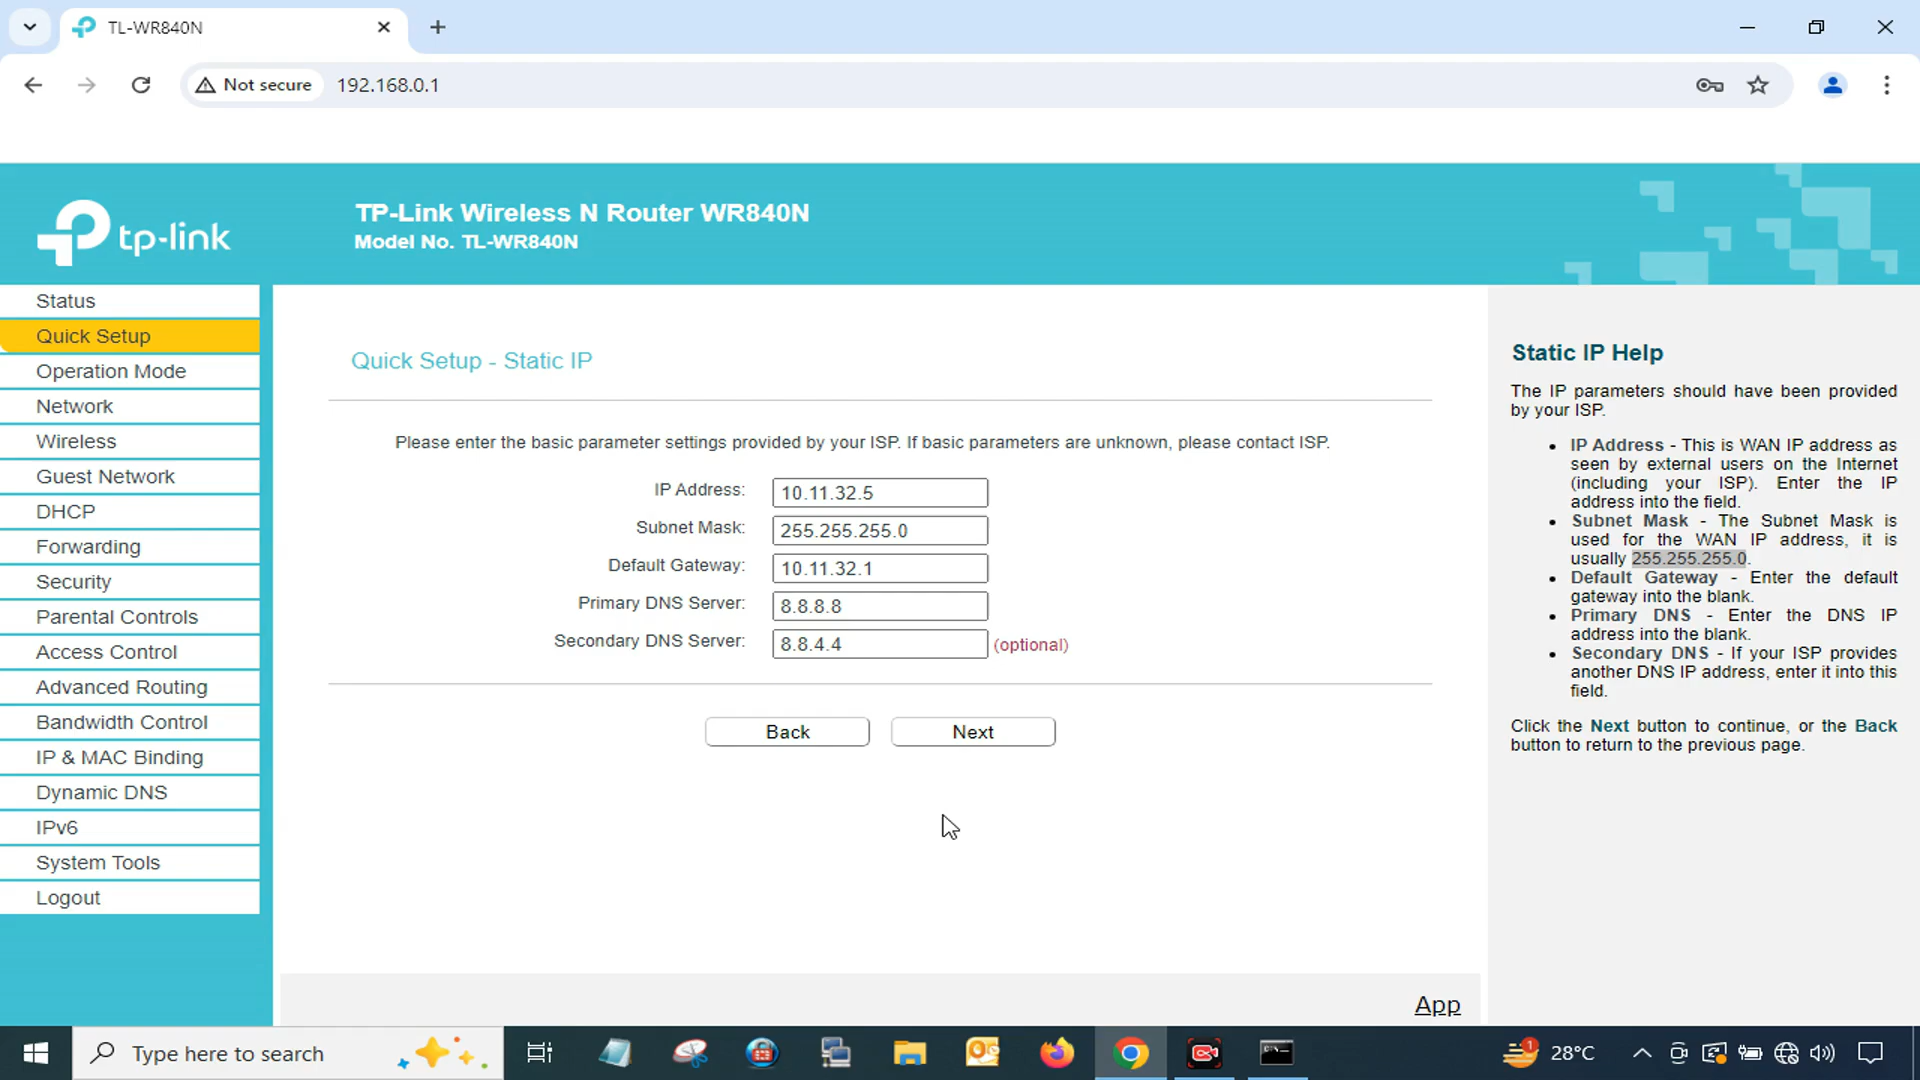 TL-WR840N
Not secure
192.168.0.1
tp-link
TP-Link Wireless N Router WR840N
Model No. TL-WR840N
Status
Quick Setup
Operation Mode
Network
Wireless
Guest Network
DHCP
Forwarding
Security
Parental Controls
Access Control
Advanced Routing
Bandwidth Control
IP & MAC Binding
Dynamic DNS
IPv6
System Tools
Logout
Quick Setup - Static IP
Please enter the basic parameter settings provided by your ISP. If basic parameters are unknown, please contact ISP.
IP Address: 10.11.32.5
Subnet Mask: 255.255.255.0
Default Gateway: 10.11.32.1
Primary DNS Server: 8.8.8.8
Secondary DNS Server: 8.8.4.4 (optional)
Back Next
App
Static IP Help
The IP parameters should have been provided
by your ISP.
• IP Address - This is WAN IP address as
seen by external users on the Internet
(including your ISP). Enter the IP
address into the field.
• Subnet Mask - The Subnet Mask is
used for the WAN IP address, it is
usually 255.255.255.0.
• Default Gateway - Enter the default
gateway into the blank.
• Primary DNS - Enter the DNS IP
address into the blank.
• Secondary DNS - If your ISP provides
another DNS IP address, enter it into this
field.
Click the Next button to continue, or the Back
button to return to the previous page.
Type here to search
1
28°C